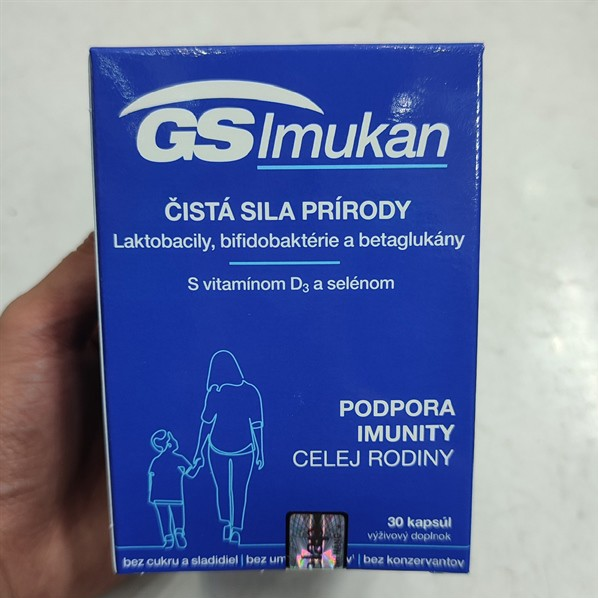 GS Imukan
ČISTÁ SILA PRÍRODY
Laktobacily, bifidobaktérie a betaglukány
S vitamínom D₃ a selénom
PODPORA
IMUNITY
CELEJ RODINY
30 kapsúl
výživový doplnok
bez cukru a sladidiel | bez | bez konzervantov